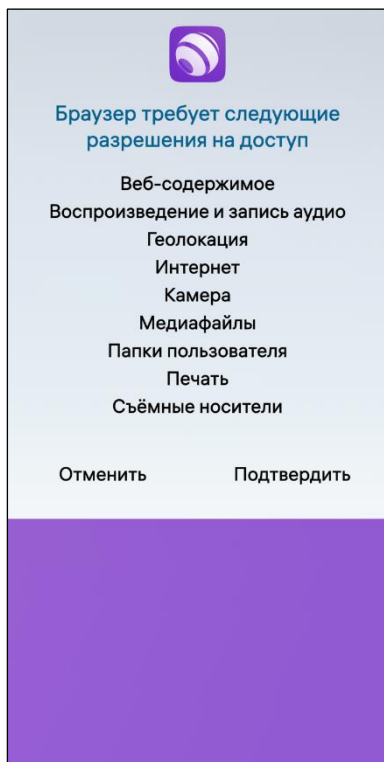 Браузер требует следующие
разрешения на доступ
Веб-содержимое
Воспроизведение и запись аудио
Геолокация
Интернет
Камера
Медиафайлы
Папки пользователя
Печать
Съёмные носители
Отменить Подтвердить